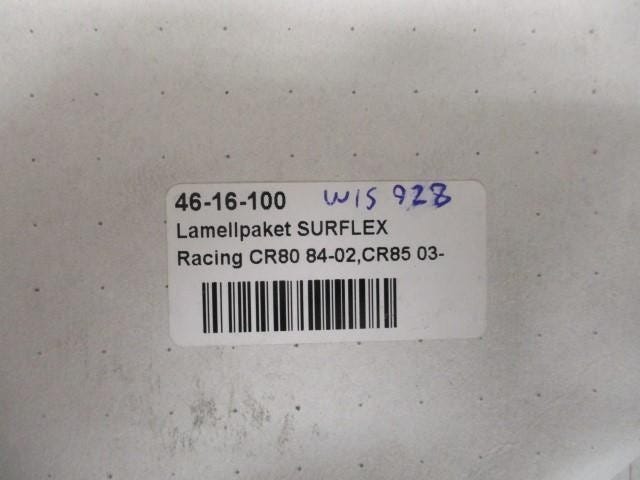 46-16-100 WIS 928
Lamellpaket SURFLEX
Racing CR80 84-02,CR85 03-